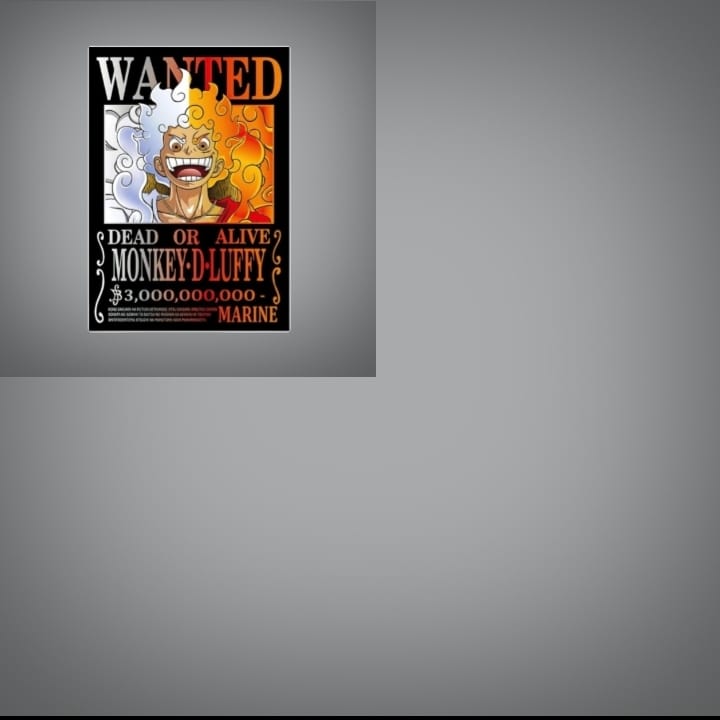 WANTED
DEAD OR ALIVE
MONKEY·D·LUFFY
฿3,000,000,000 -
MARINE